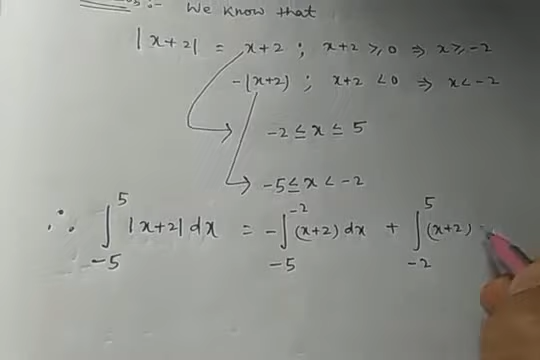 :- We know that
|x+2| = x+2 ; x+2 ≥ 0 ⇒ x ≥ -2
-(x+2) ; x+2 < 0 ⇒ x < -2
-2 ≤ x ≤ 5
-5 ≤ x < -2
∴ ∫_{-5}^{5} |x+2| dx = -∫_{-5}^{-2} (x+2) dx + ∫_{-2}^{5} (x+2)